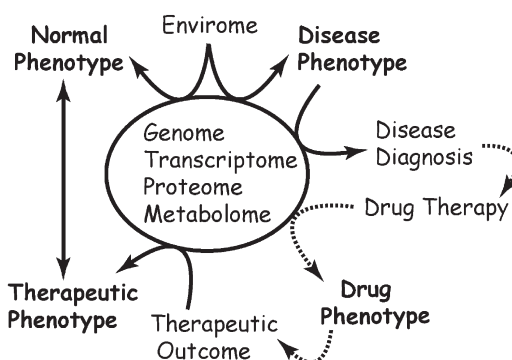 Envirome
Normal
Phenotype
Disease
Phenotype
Genome
Transcriptome
Proteome
Metabolome
Disease
Diagnosis
Drug Therapy
Drug
Phenotype
Therapeutic
Outcome
Therapeutic
Phenotype